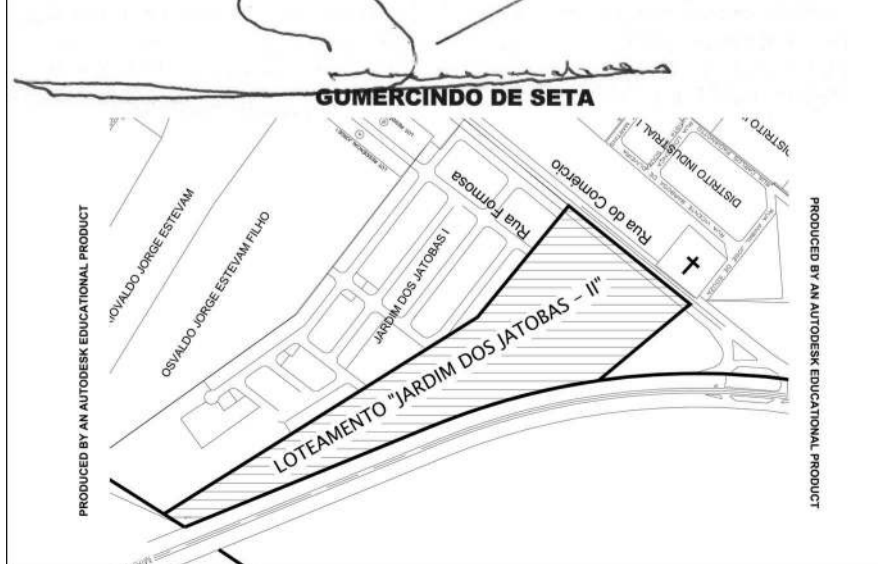 GUMERCINDO DE SETA
PRODUCED BY AN AUTODESK EDUCATIONAL PRODUCT
OVALDO JORGE ESTEVAM
OSVALDO JORGE ESTEVAM FILHO
JARDIM DOS JATOBAS I
Rua Formosa
Rua do Comércio
DISTRITO INDUSTRIAL
DISTRITO
LOTEAMENTO "JARDIM DOS JATOBAS - II"
PRODUCED BY AN AUTODESK EDUCATIONAL PRODUCT